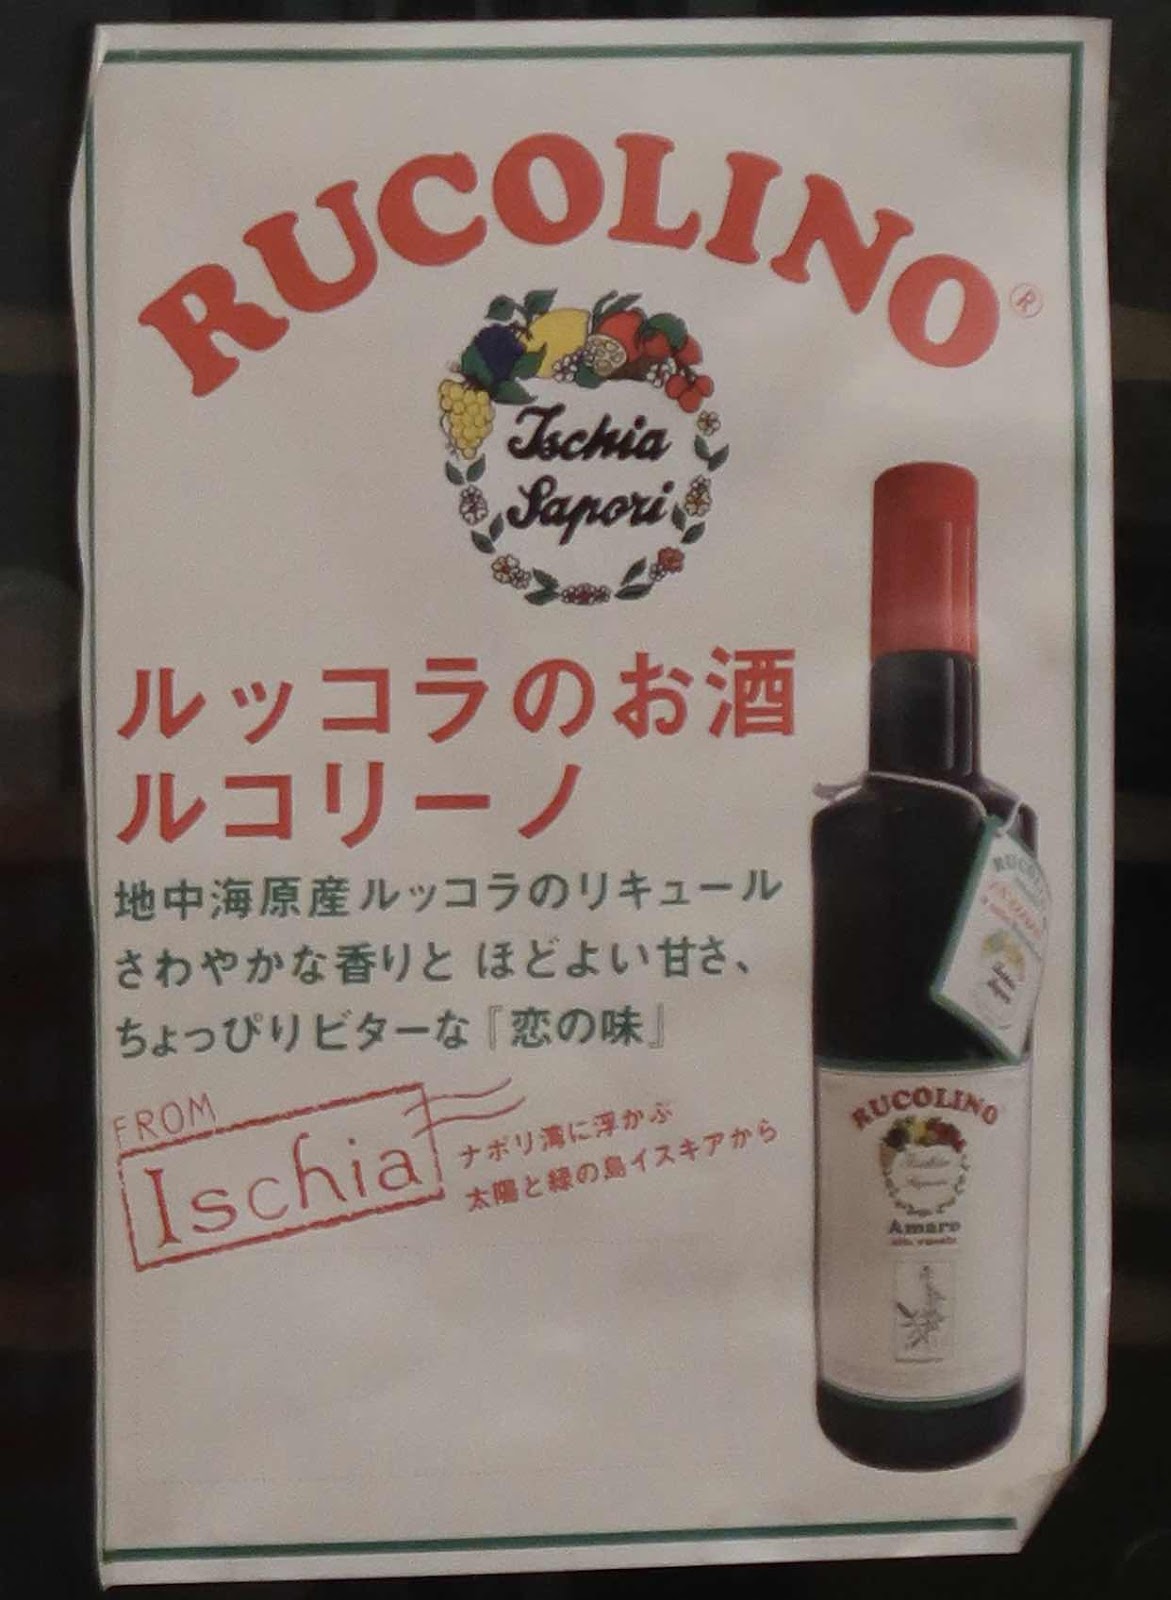 RUCOLINO®
Ischia
Sapori
ルッコラのお酒
ルコリーノ
地中海原産ルッコラのリキュール
さわやかな香りと ほどよい甘さ、
ちょっぴりビターな『恋の味』
FROM
Ischia
ナポリ湾に浮かぶ
太陽と緑の島イスキアから
RUCOLINO
Amaro